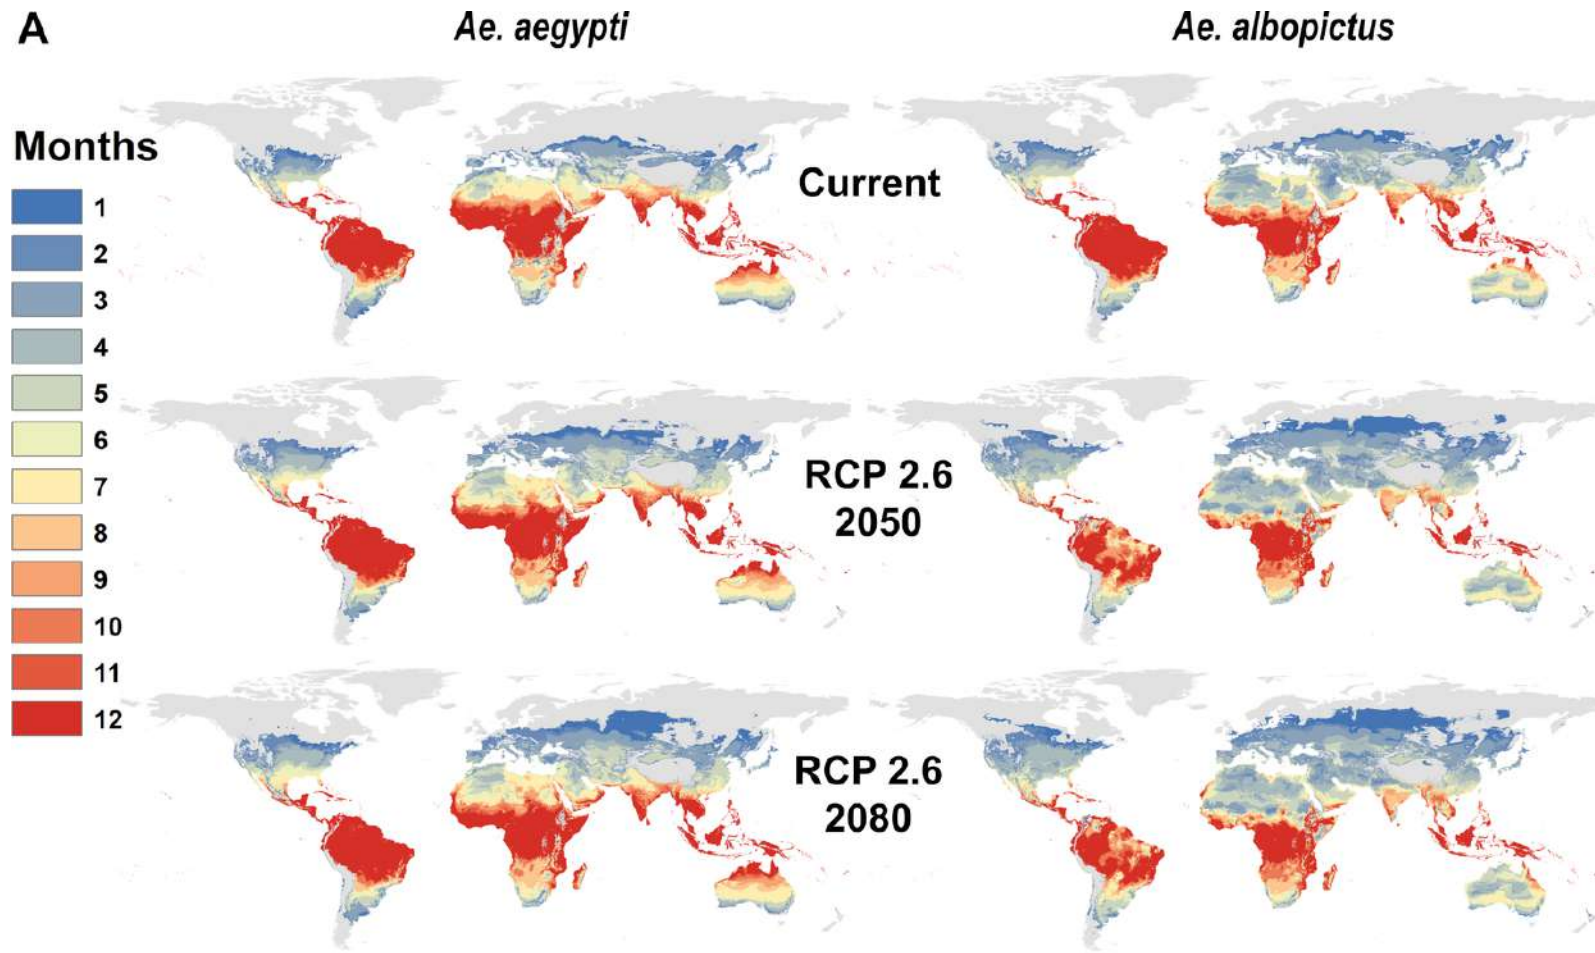 A
Ae. aegypti
Ae. albopictus
Months
1
2
3
4
5
6
7
8
9
10
11
12
Current
RCP 2.6
2050
RCP 2.6
2080